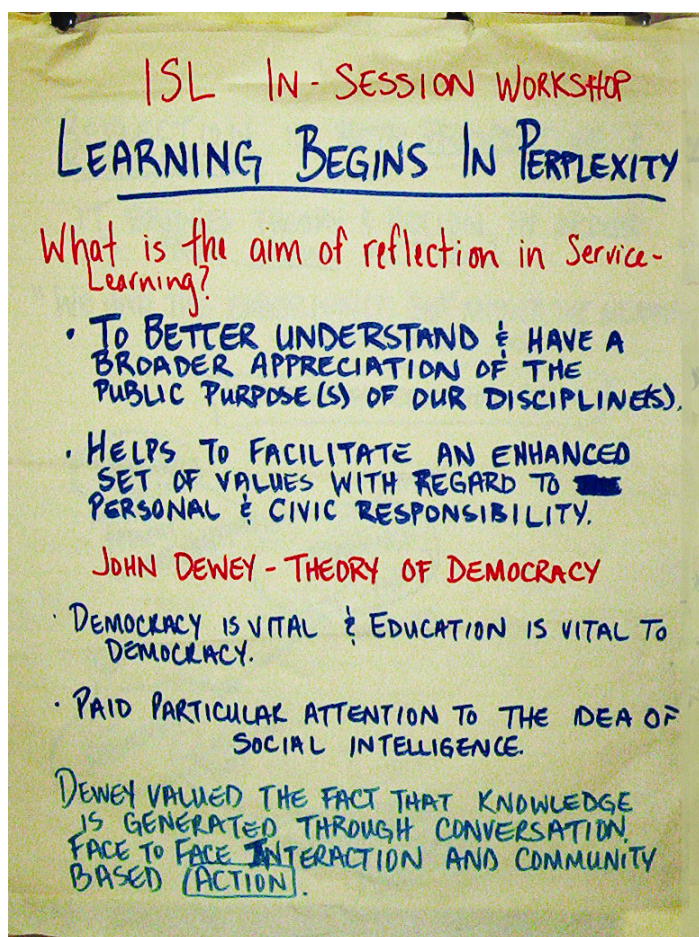 ISL IN-SESSION WORKSHOP
LEARNING BEGINS IN PERPLEXITY
What is the aim of reflection in Service-
Learning?
• TO BETTER UNDERSTAND & HAVE A
BROADER APPRECIATION OF THE
PUBLIC PURPOSE(S) OF OUR DISCIPLINE(S).
• HELPS TO FACILITATE AN ENHANCED
SET OF VALUES WITH REGARD TO
PERSONAL & CIVIC RESPONSIBILITY.
JOHN DEWEY - THEORY OF DEMOCRACY
• DEMOCRACY IS VITAL & EDUCATION IS VITAL TO
DEMOCRACY.
• PAID PARTICULAR ATTENTION TO THE IDEA OF
SOCIAL INTELLIGENCE.
DEWEY VALUED THE FACT THAT KNOWLEDGE
IS GENERATED THROUGH CONVERSATION,
FACE TO FACE INTERACTION AND COMMUNITY
BASED ACTION.